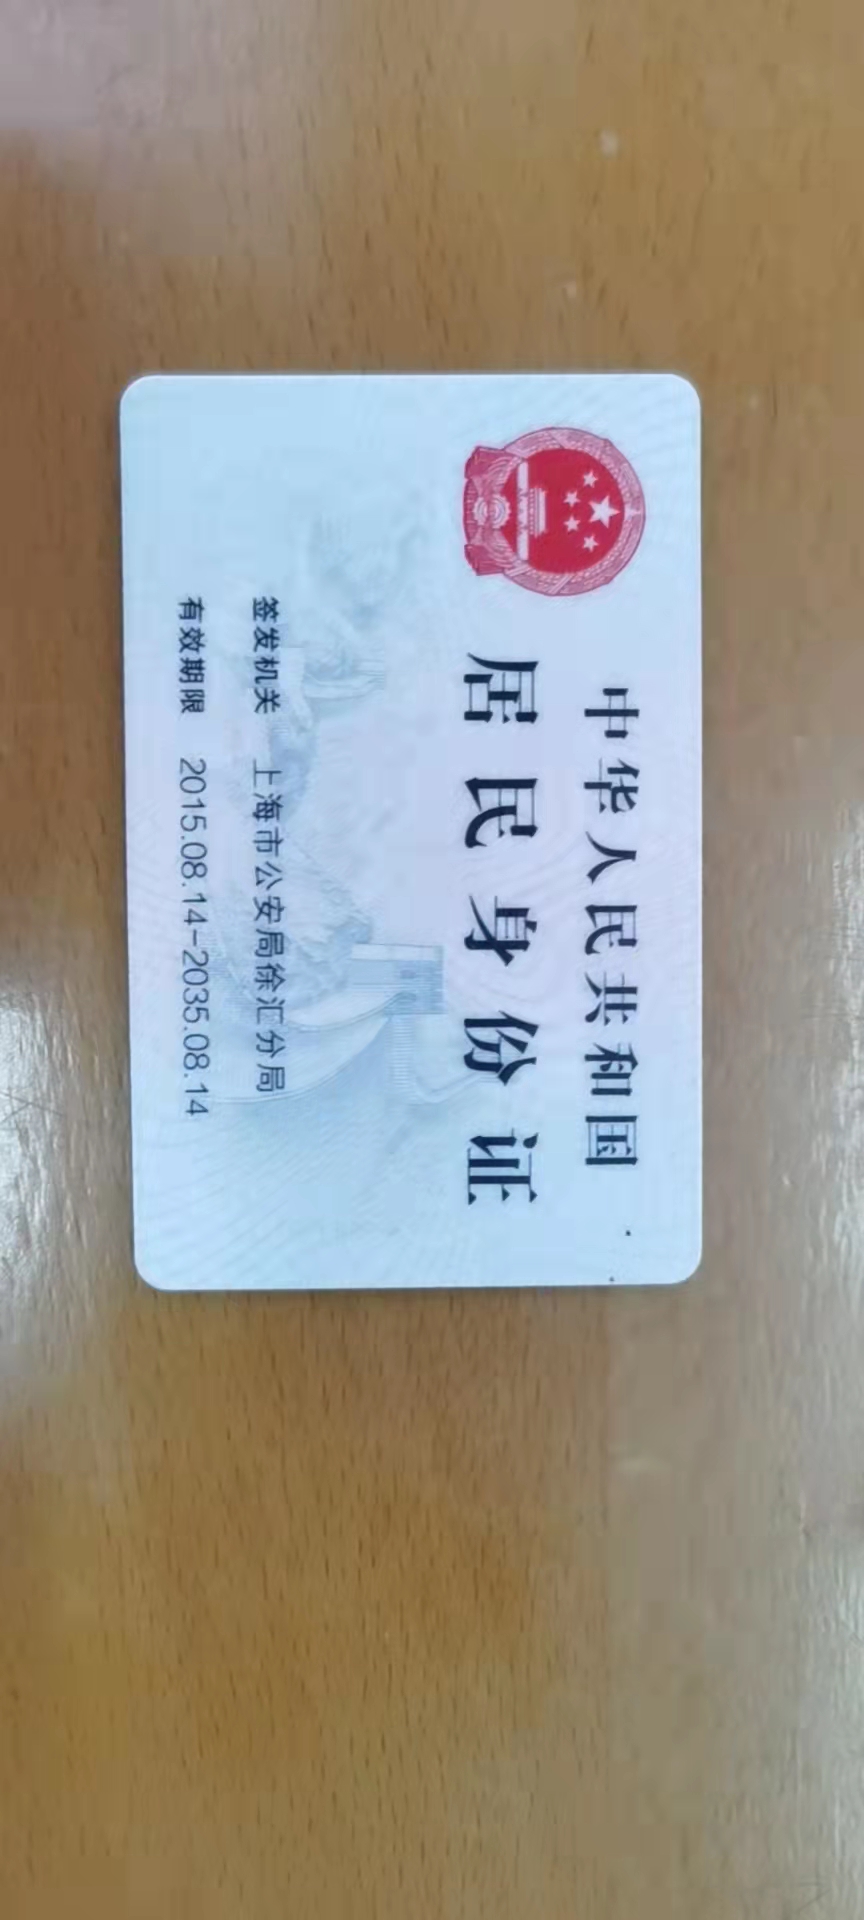 中华人民共和国
居民身份证
签发机关 上海市公安局徐汇分局
有效期限 2015.08.14-2035.08.14